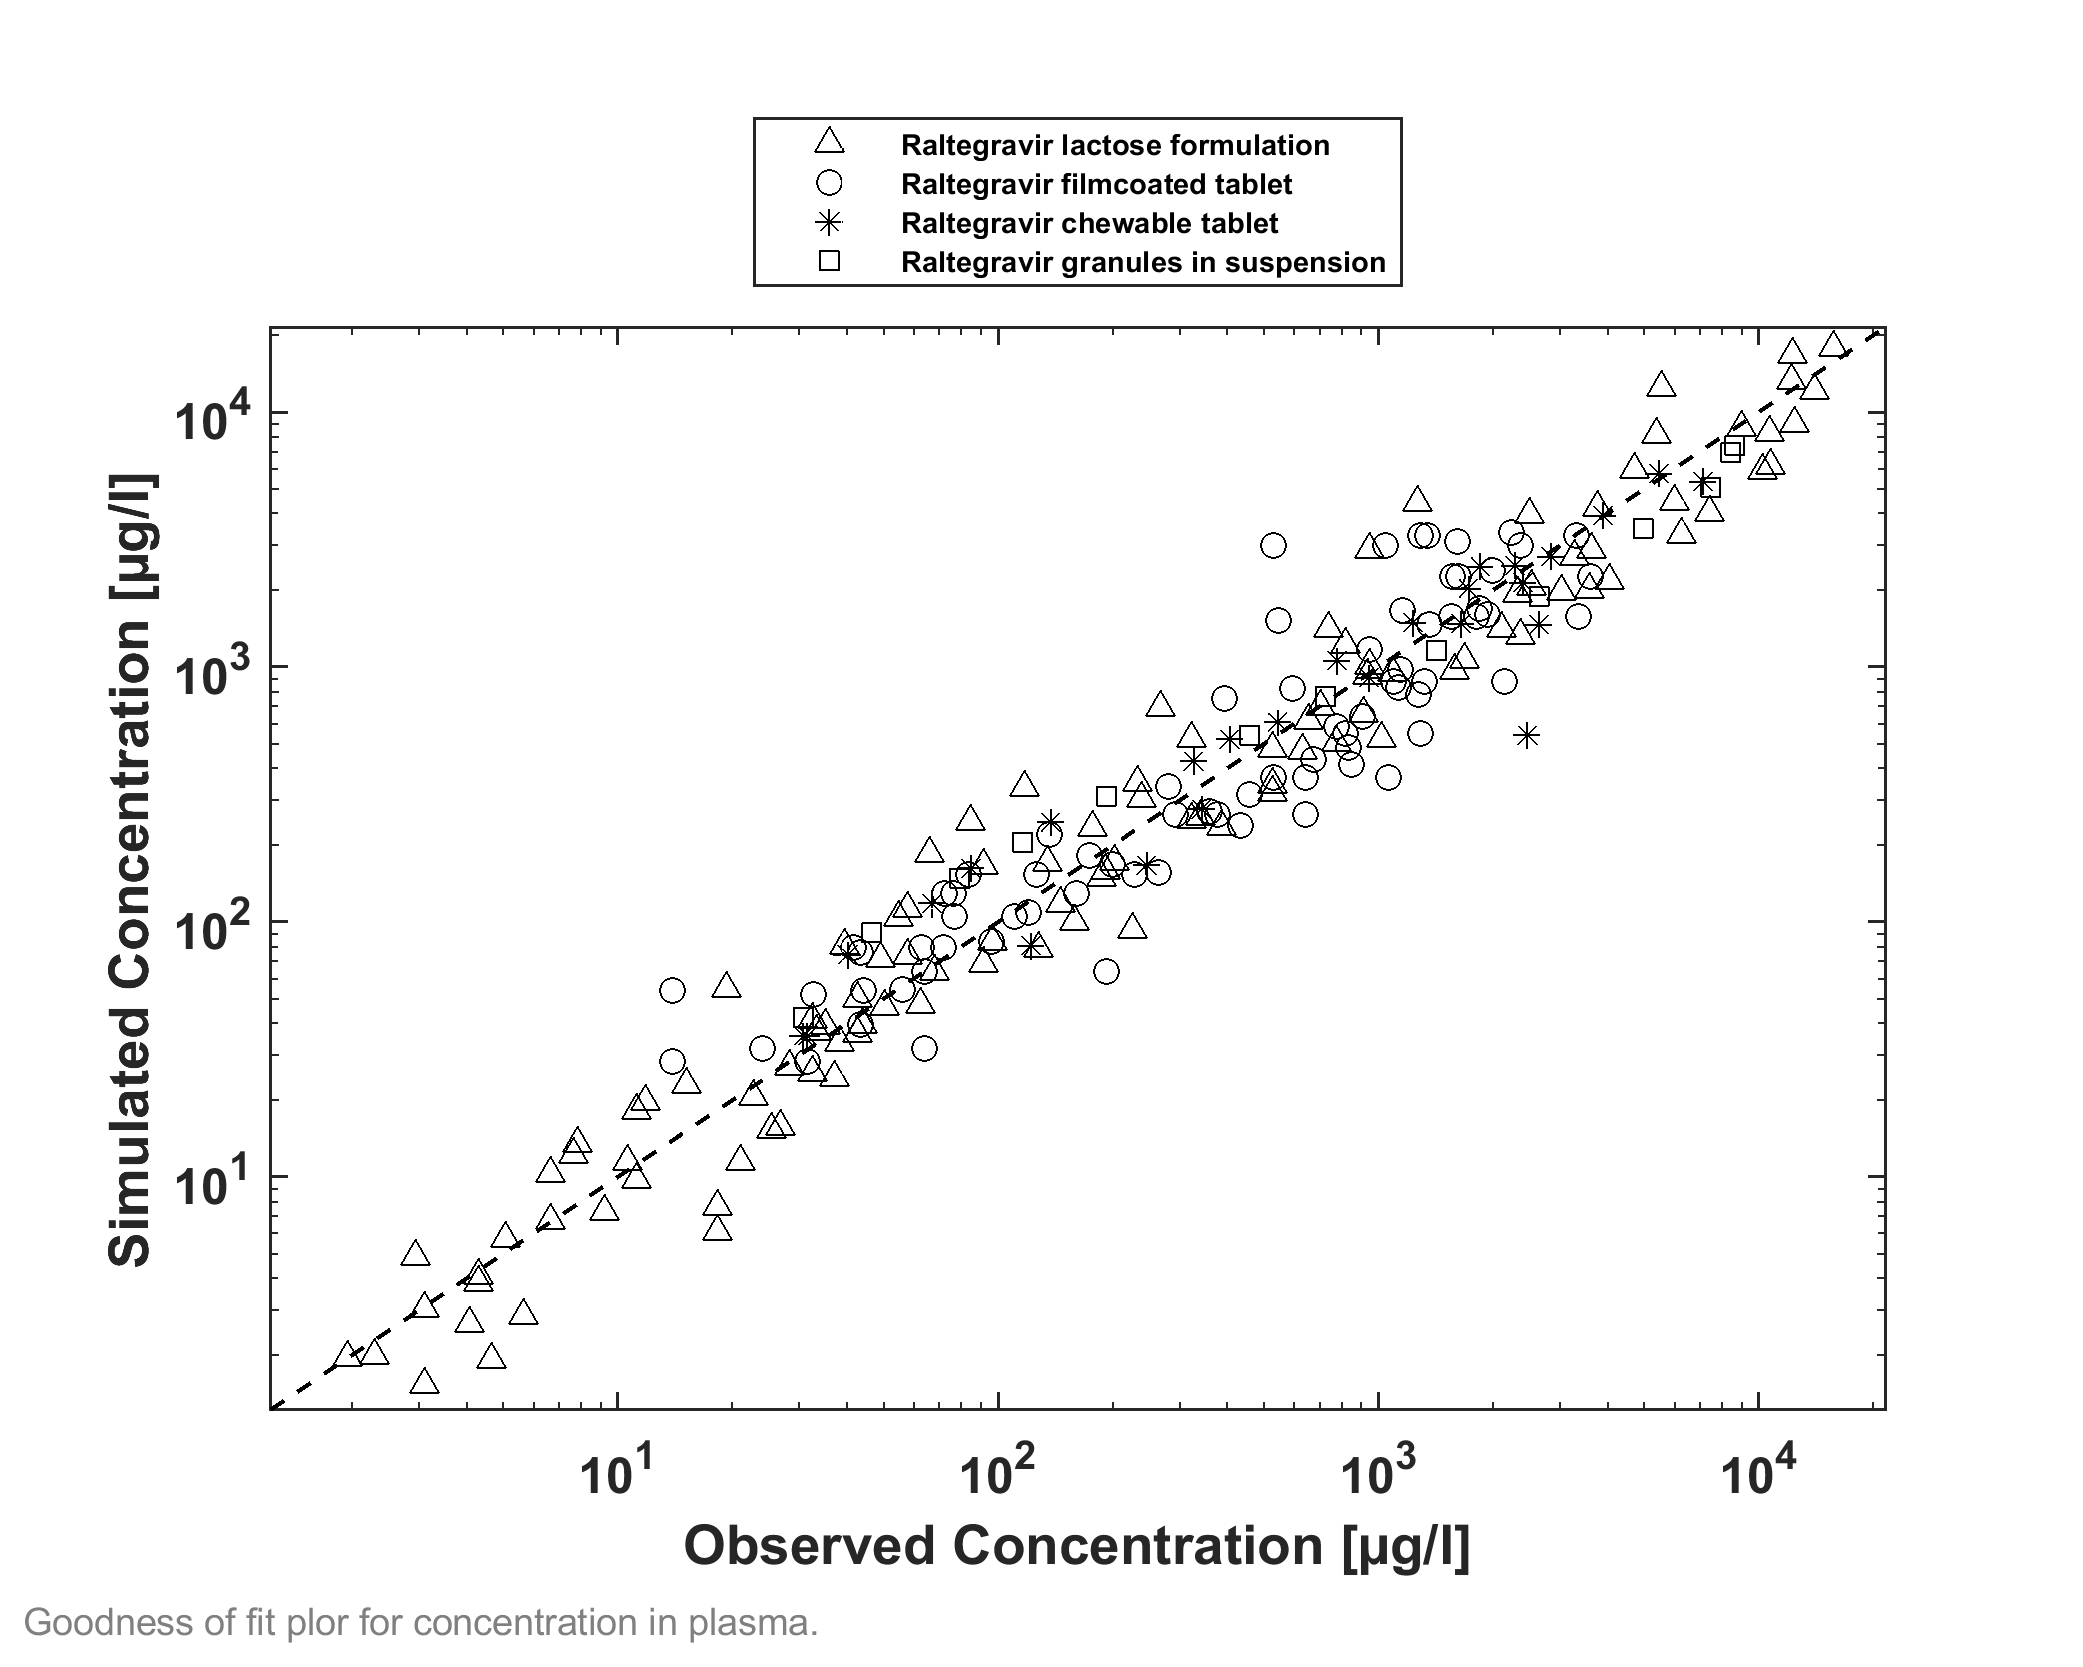 Raltegravir lactose formulation
Raltegravir filmcoated tablet
Raltegravir chewable tablet
Raltegravir granules in suspension
Simulated Concentration [µg/l]
10^4
10^3
10^2
10^1
10^1 10^2 10^3 10^4
Observed Concentration [µg/l]
Goodness of fit plor for concentration in plasma.